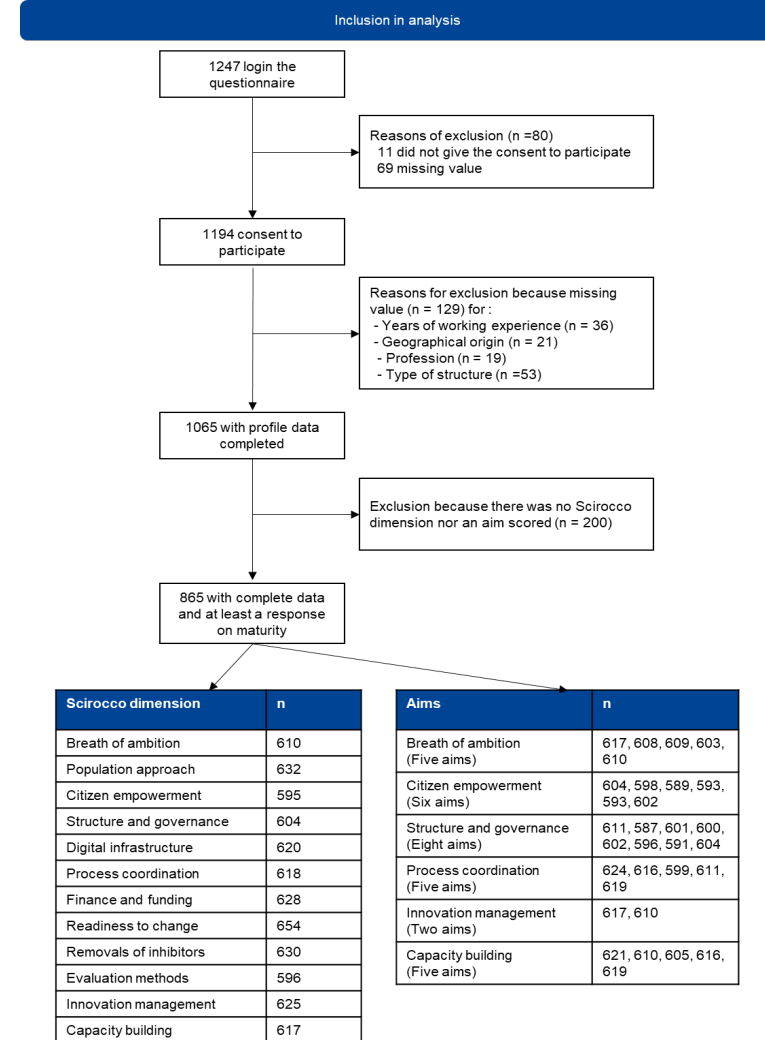 Inclusion in analysis
1247 login the
questionnaire
Reasons of exclusion (n =80)
11 did not give the consent to participate
69 missing value
1194 consent to
participate
Reasons for exclusion because missing
value (n = 129) for :
- Years of working experience (n = 36)
- Geographical origin (n = 21)
- Profession (n = 19)
- Type of structure (n =53)
1065 with profile data
completed
Exclusion because there was no Scirocco
dimension nor an aim scored (n = 200)
865 with complete data
and at least a response
on maturity
Scirocco dimension n
Breath of ambition 610
Population approach 632
Citizen empowerment 595
Structure and governance 604
Digital infrastructure 620
Process coordination 618
Finance and funding 628
Readiness to change 654
Removals of inhibitors 630
Evaluation methods 596
Innovation management 625
Capacity building 617
Aims n
Breath of ambition 617, 608, 609, 603,
(Five aims) 610
Citizen empowerment 604, 598, 589, 593,
(Six aims) 593, 602
Structure and governance 611, 587, 601, 600,
(Eight aims) 602, 596, 591, 604
Process coordination 624, 616, 599, 611,
(Five aims) 619
Innovation management 617, 610
(Two aims)
Capacity building 621, 610, 605, 616,
(Five aims) 619